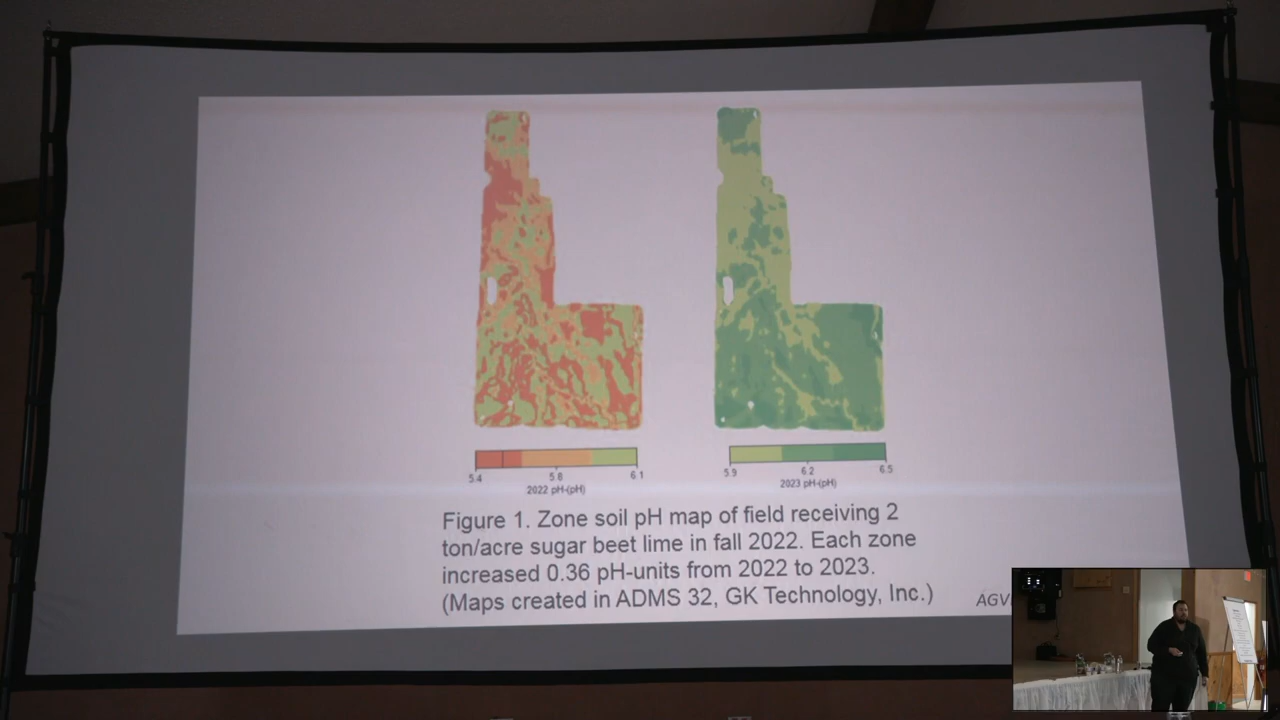 5.4 5.8 6.1
2022 pH-(pH)
5.9 6.2 6.5
2023 pH-(pH)
Figure 1. Zone soil pH map of field receiving 2
ton/acre sugar beet lime in fall 2022. Each zone
increased 0.36 pH-units from 2022 to 2023.
(Maps created in ADMS 32, GK Technology, Inc.)
AGV